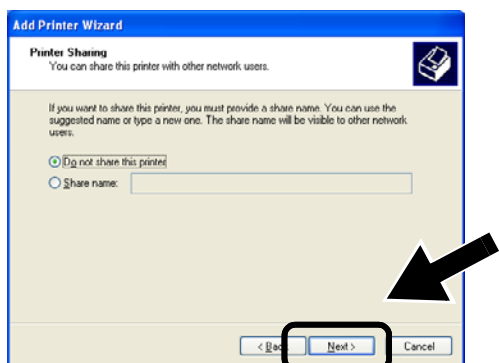 Add Printer Wizard
Printer Sharing
You can share this printer with other network users.
If you want to share this printer, you must provide a share name. You can use the
suggested name or type a new one. The share name will be visible to other network
users.
Do not share this printer
Share name:
< Back Next > Cancel